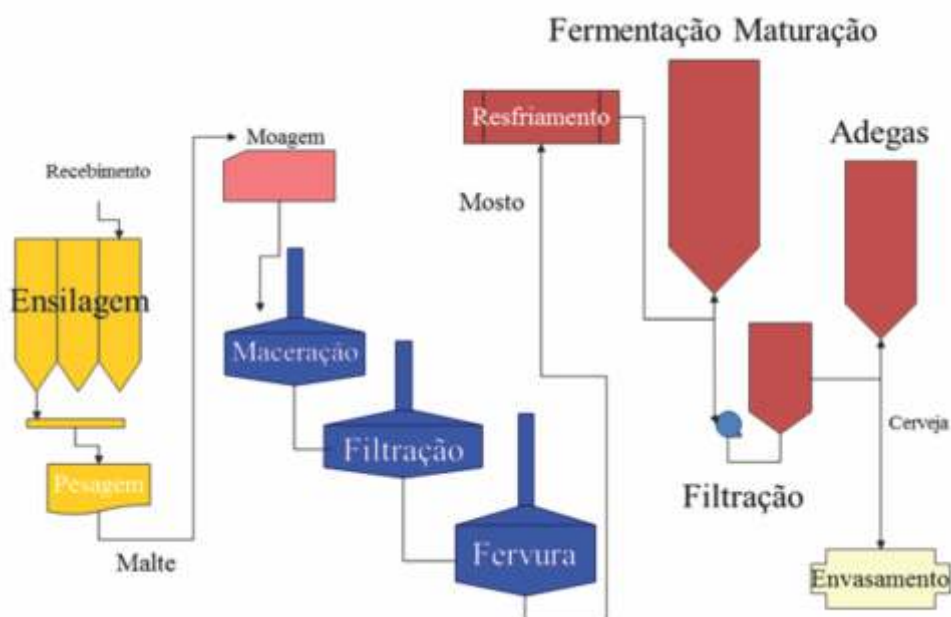 Fermentação Maturação
Resfriamento
Adegas
Moagem
Recebimento
Mosto
Ensilagem
Maceração
Cerveja
Filtração
Pesagem
Filtração
Malte
Fervura
Envasamento